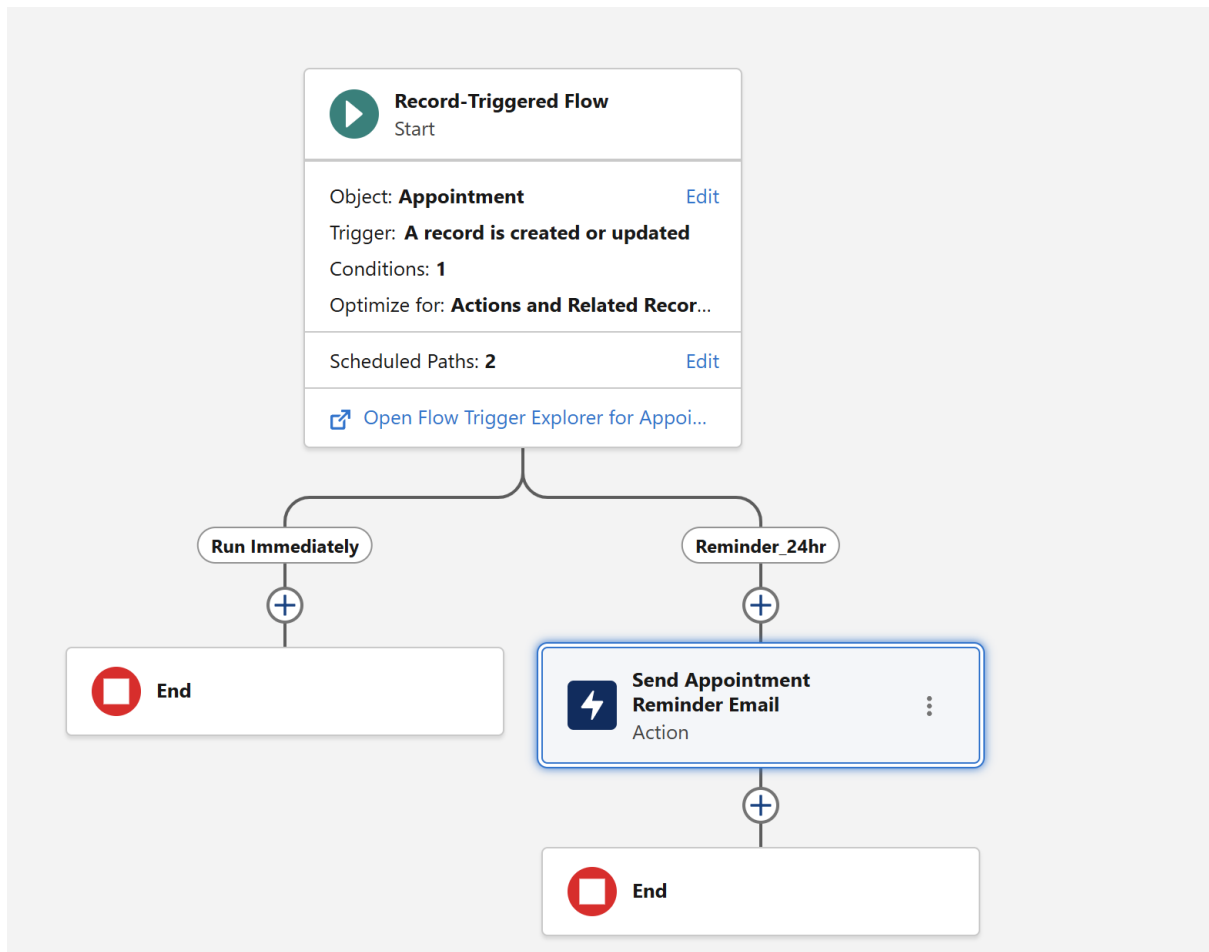 Record-Triggered Flow
Start
Object: Appointment Edit
Trigger: A record is created or updated
Conditions: 1
Optimize for: Actions and Related Recor...
Scheduled Paths: 2 Edit
Open Flow Trigger Explorer for Appoi...
Run Immediately
Reminder_24hr
End
Send Appointment
Reminder Email
Action
End